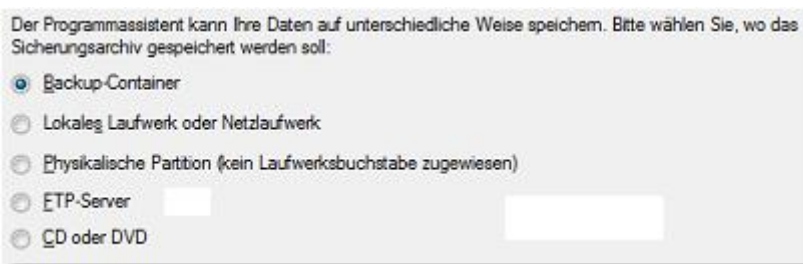 Der Programmassistent kann Ihre Daten auf unterschiedliche Weise speichern. Bitte wählen Sie, wo das
Sicherungsarchiv gespeichert werden soll:
Backup-Container
Lokales Laufwerk oder Netzlaufwerk
Physikalische Partition (kein Laufwerksbuchstabe zugewiesen)
FTP-Server
CD oder DVD